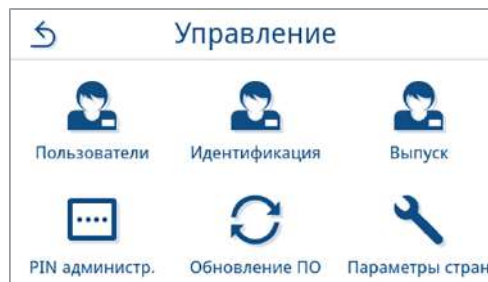 Управление
Пользователи
Идентификация
Выпуск
PIN администр.
Обновление ПО
Параметры стран